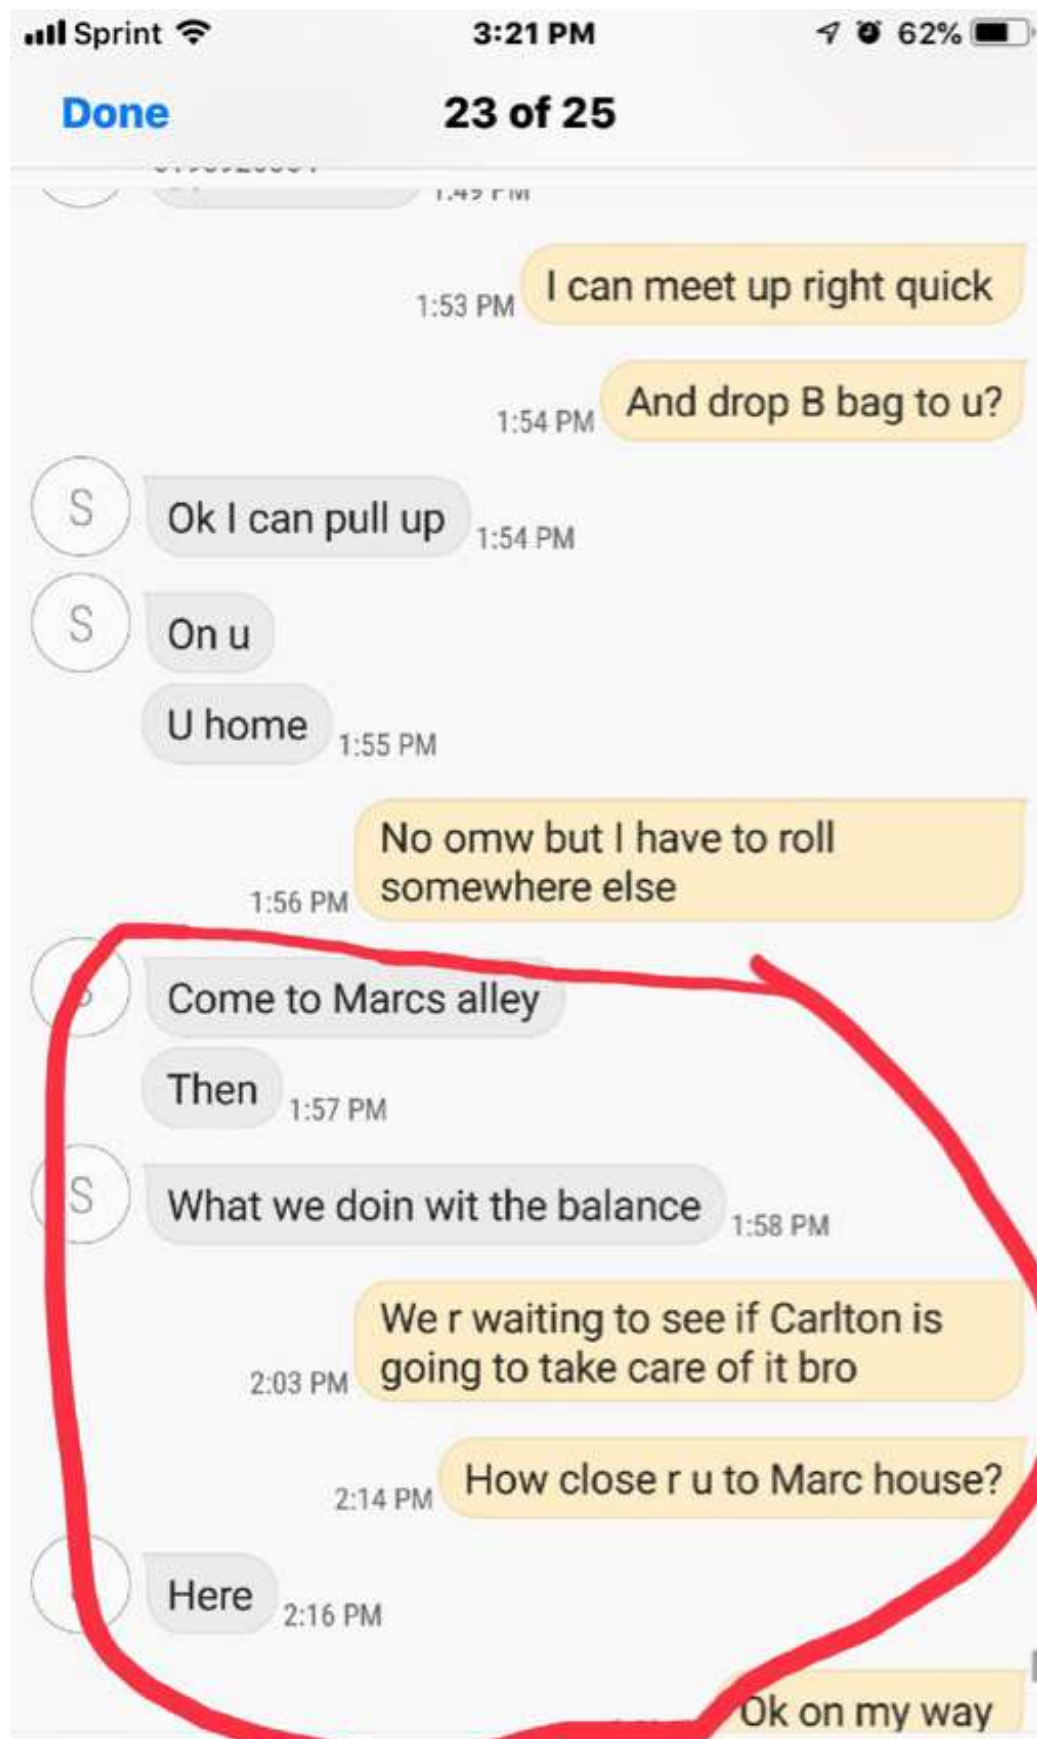 Sprint 3:21 PM 62%
Done 23 of 25
1:49 PM
I can meet up right quick
1:53 PM
And drop B bag to u?
1:54 PM
S
Ok I can pull up
1:54 PM
S
On u
U home
1:55 PM
No omw but I have to roll
somewhere else
1:56 PM
Come to Marcs alley
Then
1:57 PM
S
What we doin wit the balance
1:58 PM
We r waiting to see if Carlton is
going to take care of it bro
2:03 PM
How close r u to Marc house?
2:14 PM
Here
2:16 PM
Ok on my way